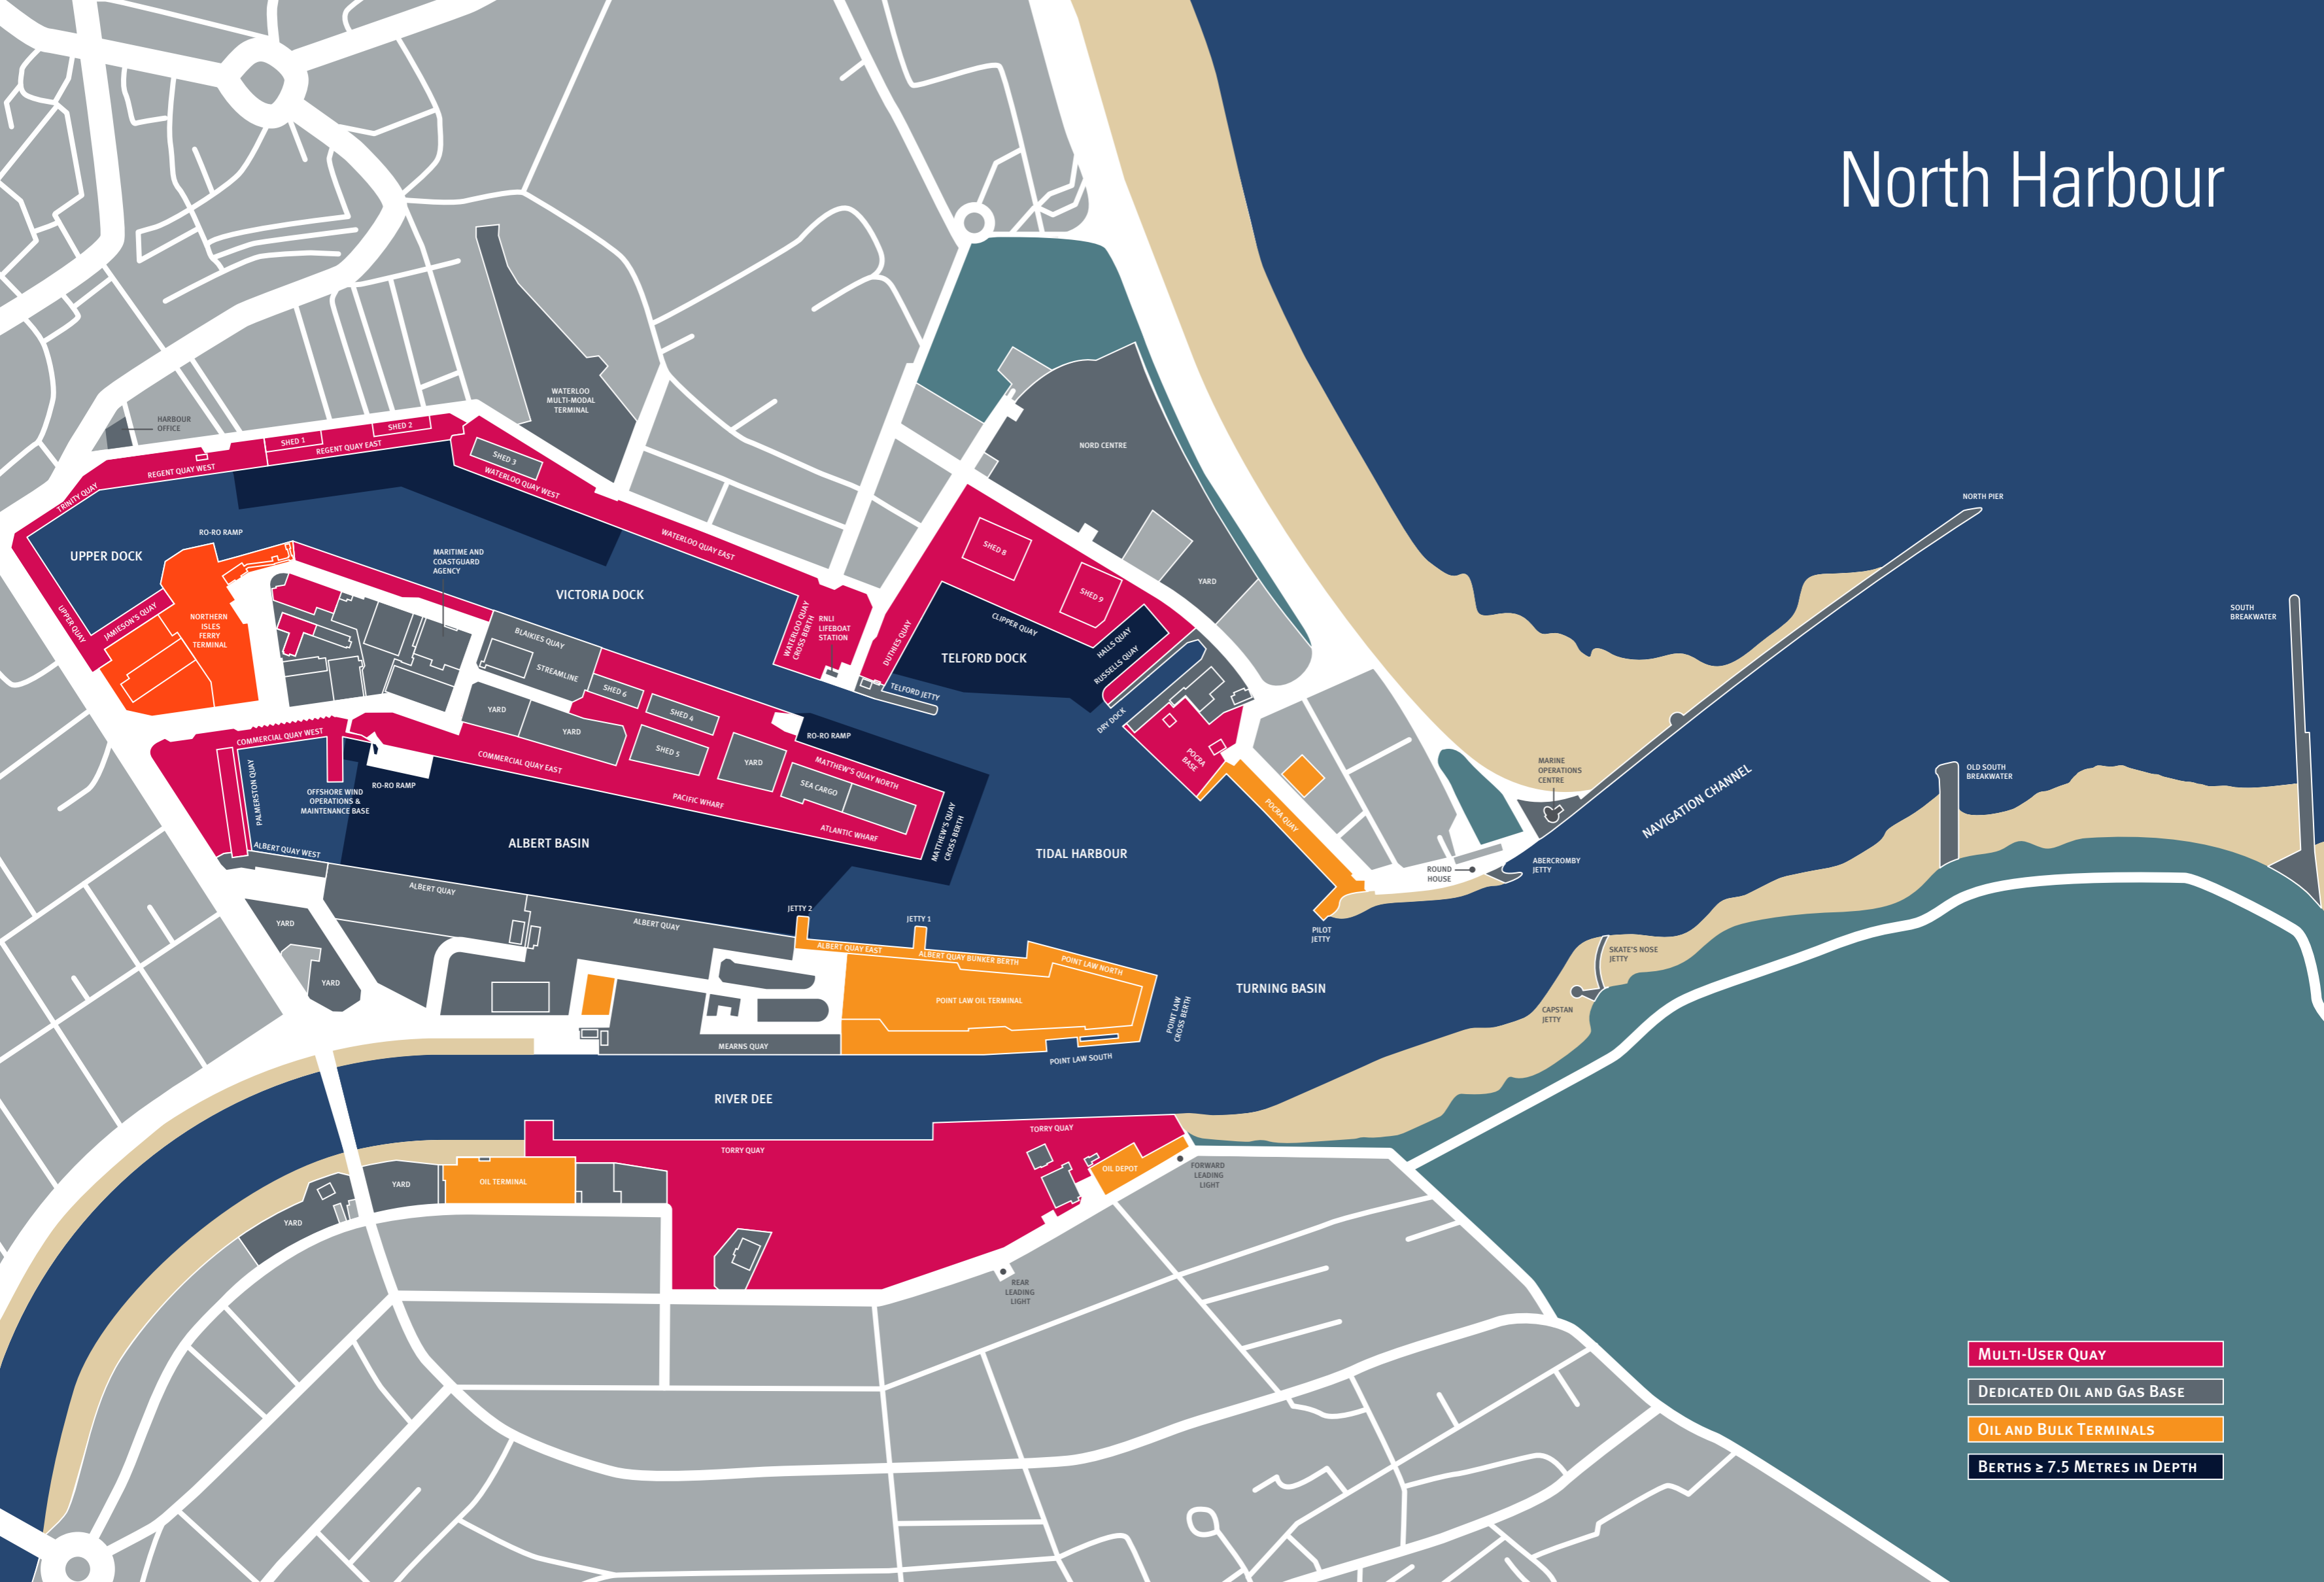 North Harbour
HARBOUR
OFFICE
SHED 1
SHED 2
REGENT QUAY WEST
REGENT QUAY EAST
TRINITY QUAY
SHED 3
WATERLOO QUAY WEST
WATERLOO
MULTI-MODAL
TERMINAL
NORD CENTRE
NORTH PIER
RO-RO RAMP
UPPER DOCK
MARITIME AND
COASTGUARD
AGENCY
WATERLOO QUAY EAST
SHED 8
SHED 9
YARD
VICTORIA DOCK
UPPER QUAY
JAMIESON'S QUAY
NORTHERN
ISLES
FERRY
TERMINAL
BLAIKIES QUAY
STREAMLINE
WATERLOO QUAY
CROSS BERTH
RNLI
LIFEBOAT
STATION
DUTHIES QUAY
CLIPPER QUAY
HALLS QUAY
RUSSELLS QUAY
TELFORD DOCK
TELFORD JETTY
DRY DOCK
SOUTH
BREAKWATER
SHED 6
SHED 4
SHED 5
YARD
YARD
YARD
RO-RO RAMP
COMMERCIAL QUAY WEST
COMMERCIAL QUAY EAST
MATTHEW'S QUAY NORTH
SEA CARGO
POCRA
BASE
POCRA QUAY
MARINE
OPERATIONS
CENTRE
OLD SOUTH
BREAKWATER
NAVIGATION CHANNEL
PALMERSTON QUAY
OFFSHORE WIND
OPERATIONS &
MAINTENANCE BASE
RO-RO RAMP
PACIFIC WHARF
ATLANTIC WHARF
MATTHEW'S QUAY
CROSS BERTH
ALBERT QUAY WEST
ALBERT BASIN
TIDAL HARBOUR
ROUND
HOUSE
ABERCROMBY
JETTY
ALBERT QUAY
ALBERT QUAY
YARD
YARD
JETTY 2
JETTY 1
PILOT
JETTY
ALBERT QUAY EAST
ALBERT QUAY BUNKER BERTH
POINT LAW NORTH
SKATE'S NOSE
JETTY
CAPSTAN
JETTY
TURNING BASIN
POINT LAW OIL TERMINAL
POINT LAW
CROSS BERTH
MEARNS QUAY
POINT LAW SOUTH
RIVER DEE
TORRY QUAY
TORRY QUAY
YARD
YARD
OIL TERMINAL
OIL DEPOT
FORWARD
LEADING
LIGHT
REAR
LEADING
LIGHT
MULTI-USER QUAY
DEDICATED OIL AND GAS BASE
OIL AND BULK TERMINALS
BERTHS ≥ 7.5 METRES IN DEPTH